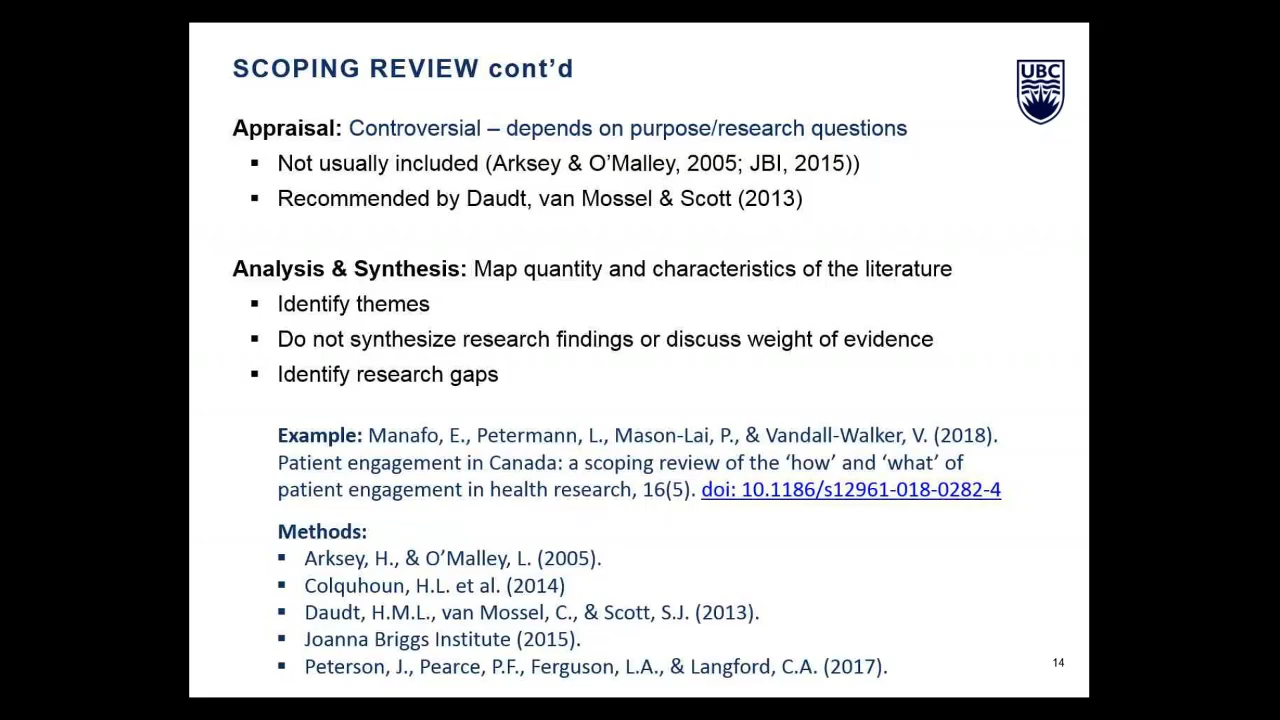 SCOPING REVIEW cont’d
UBC
Appraisal: Controversial – depends on purpose/research questions
▪ Not usually included (Arksey & O’Malley, 2005; JBI, 2015))
▪ Recommended by Daudt, van Mossel & Scott (2013)
Analysis & Synthesis: Map quantity and characteristics of the literature
▪ Identify themes
▪ Do not synthesize research findings or discuss weight of evidence
▪ Identify research gaps
Example: Manafo, E., Petermann, L., Mason-Lai, P., & Vandall-Walker, V. (2018).
Patient engagement in Canada: a scoping review of the ‘how’ and ‘what’ of
patient engagement in health research, 16(5). doi: 10.1186/s12961-018-0282-4
Methods:
▪ Arksey, H., & O’Malley, L. (2005).
▪ Colquhoun, H.L. et al. (2014)
▪ Daudt, H.M.L., van Mossel, C., & Scott, S.J. (2013).
▪ Joanna Briggs Institute (2015).
▪ Peterson, J., Pearce, P.F., Ferguson, L.A., & Langford, C.A. (2017).
14